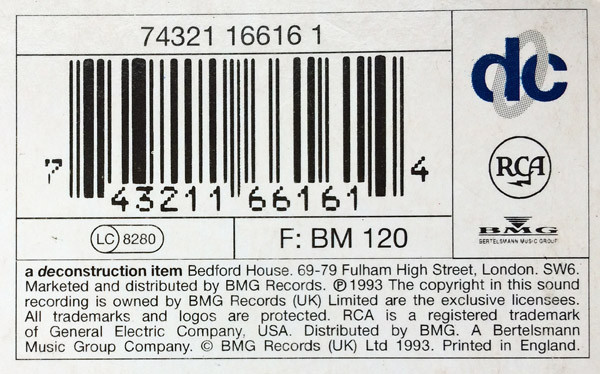 74321 16616 1
dc
RCA
BMG
BERTELSMANN MUSIC GROUP
7 43211 66161 4
LC 8280
F: BM 120
a deconstruction item Bedford House. 69-79 Fulham High Street, London. SW6.
Marketed and distributed by BMG Records. ℗ 1993 The copyright in this sound
recording is owned by BMG Records (UK) Limited are the exclusive licensees.
All trademarks and logos are protected. RCA is a registered trademark
of General Electric Company, USA. Distributed by BMG. A Bertelsmann
Music Group Company. © BMG Records (UK) Ltd 1993. Printed in England.